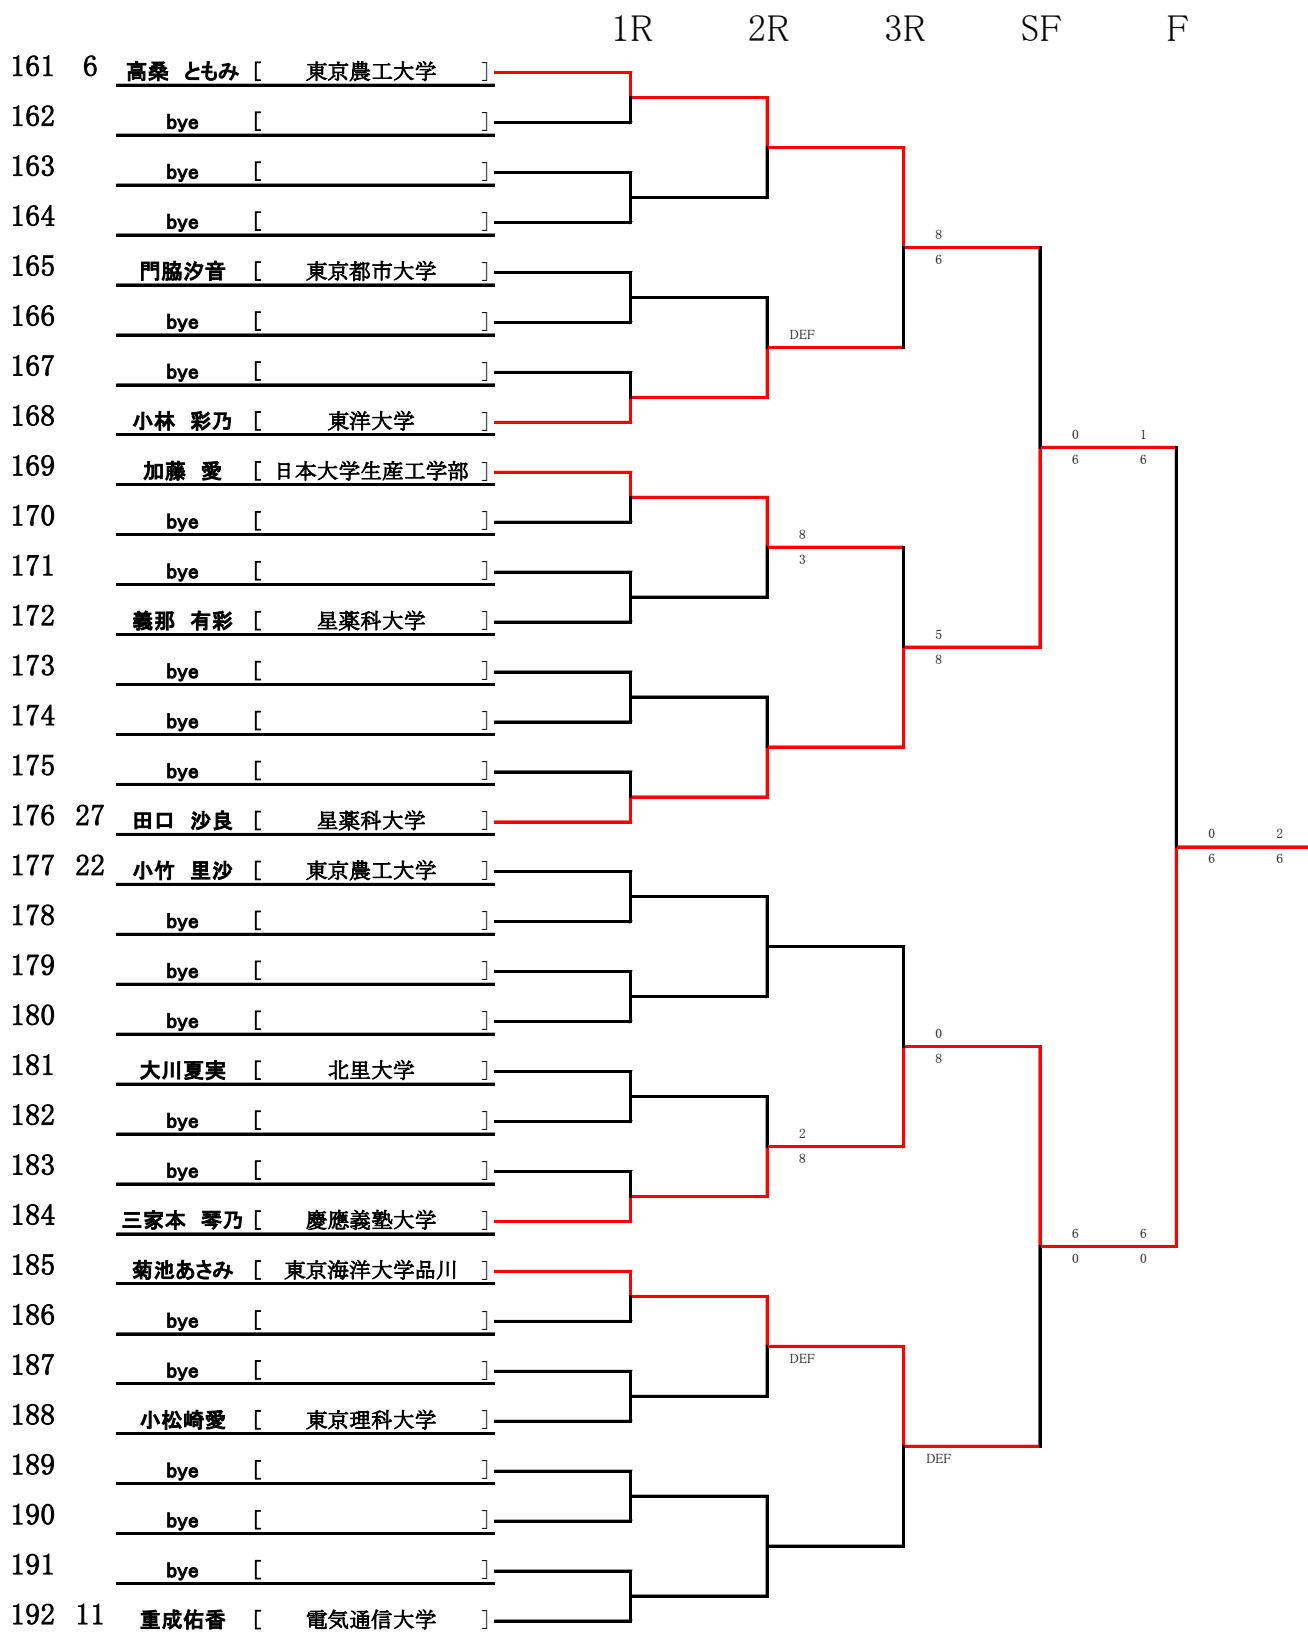 1R 2R 3R SF F
161 6 高桑 ともみ [ 東京農工大学 ]
162 bye [ ]
163 bye [ ]
164 bye [ ]
8
165 門脇汐音 [ 東京都市大学 ]
6
166 bye [ ]
DEF
167 bye [ ]
168 小林 彩乃 [ 東洋大学 ]
0 1
169 加藤 愛 [ 日本大学生産工学部 ]
6 6
170 bye [ ]
8
171 bye [ ]
3
172 義那 有彩 [ 星薬科大学 ]
5
173 bye [ ]
8
174 bye [ ]
175 bye [ ]
176 27 田口 沙良 [ 星薬科大学 ]
0 2
177 22 小竹 里沙 [ 東京農工大学 ]
6 6
178 bye [ ]
179 bye [ ]
180 bye [ ]
0
181 大川夏実 [ 北里大学 ]
8
182 bye [ ]
2
183 bye [ ]
8
184 三家本 琴乃 [ 慶應義塾大学 ]
6 6
185 菊池あさみ [ 東京海洋大学品川 ]
0 0
186 bye [ ]
187 bye [ ]
DEF
188 小松崎愛 [ 東京理科大学 ]
189 bye [ ]
DEF
190 bye [ ]
191 bye [ ]
192 11 重成佑香 [ 電気通信大学 ]